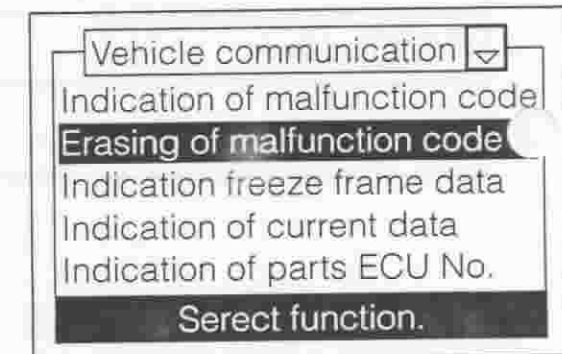 Vehicle communication
Indication of malfunction code
Erasing of malfunction code
Indication freeze frame data
Indication of current data
Indication of parts ECU No.
Serect function.